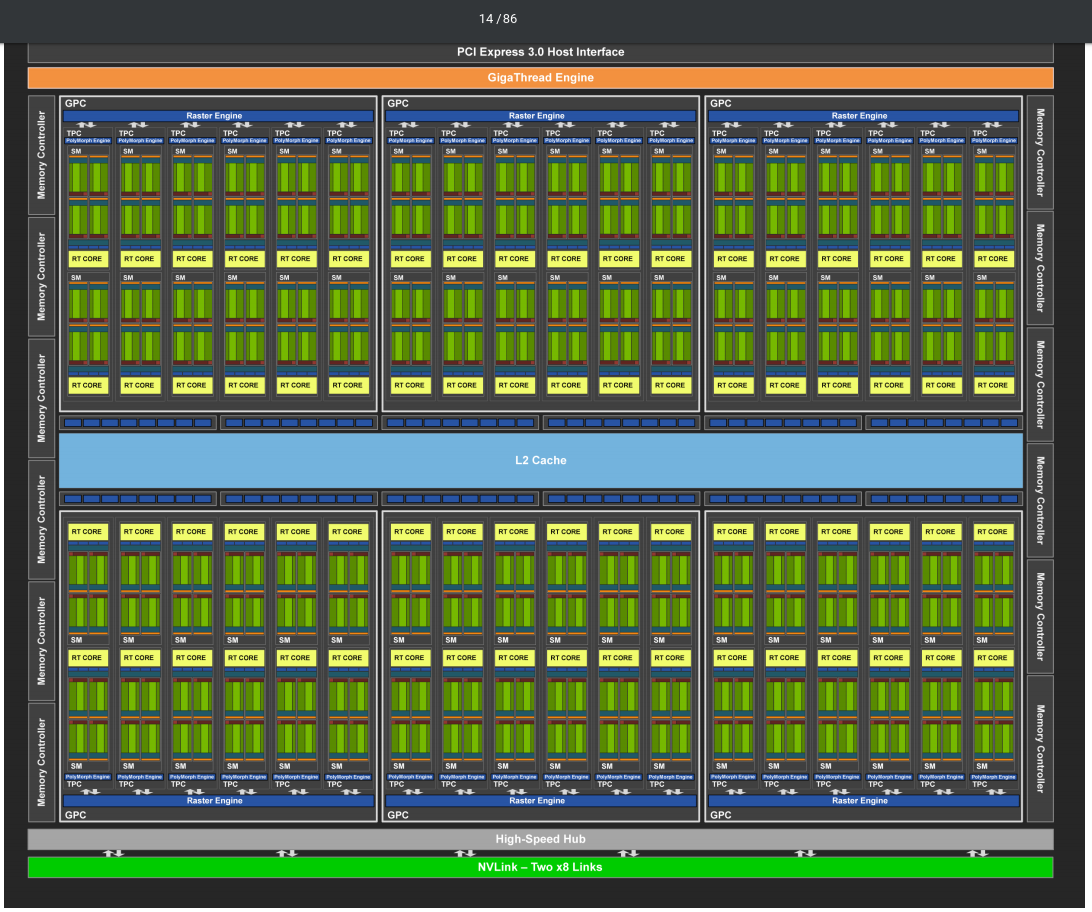 14 / 86
PCI Express 3.0 Host Interface
GigaThread Engine
Memory Controller
Memory Controller
Memory Controller
Memory Controller
Memory Controller
Memory Controller
GPC GPC GPC
Raster Engine Raster Engine Raster Engine
TPC TPC TPC TPC TPC TPC TPC TPC TPC TPC TPC TPC TPC TPC TPC TPC TPC TPC
PolyMorph Engine PolyMorph Engine PolyMorph Engine PolyMorph Engine PolyMorph Engine PolyMorph Engine PolyMorph Engine PolyMorph Engine PolyMorph Engine PolyMorph Engine PolyMorph Engine PolyMorph Engine PolyMorph Engine PolyMorph Engine PolyMorph Engine PolyMorph Engine PolyMorph Engine PolyMorph Engine
SM SM SM SM SM SM SM SM SM SM SM SM SM SM SM SM SM SM
RT CORE RT CORE RT CORE RT CORE RT CORE RT CORE RT CORE RT CORE RT CORE RT CORE RT CORE RT CORE RT CORE RT CORE RT CORE RT CORE RT CORE RT CORE
SM SM SM SM SM SM SM SM SM SM SM SM SM SM SM SM SM SM
RT CORE RT CORE RT CORE RT CORE RT CORE RT CORE RT CORE RT CORE RT CORE RT CORE RT CORE RT CORE RT CORE RT CORE RT CORE RT CORE RT CORE RT CORE
L2 Cache
RT CORE RT CORE RT CORE RT CORE RT CORE RT CORE RT CORE RT CORE RT CORE RT CORE RT CORE RT CORE RT CORE RT CORE RT CORE RT CORE RT CORE RT CORE
SM SM SM SM SM SM SM SM SM SM SM SM SM SM SM SM SM SM
RT CORE RT CORE RT CORE RT CORE RT CORE RT CORE RT CORE RT CORE RT CORE RT CORE RT CORE RT CORE RT CORE RT CORE RT CORE RT CORE RT CORE RT CORE
SM SM SM SM SM SM SM SM SM SM SM SM SM SM SM SM SM SM
PolyMorph Engine PolyMorph Engine PolyMorph Engine PolyMorph Engine PolyMorph Engine PolyMorph Engine PolyMorph Engine PolyMorph Engine PolyMorph Engine PolyMorph Engine PolyMorph Engine PolyMorph Engine PolyMorph Engine PolyMorph Engine PolyMorph Engine PolyMorph Engine PolyMorph Engine PolyMorph Engine
TPC TPC TPC TPC TPC TPC TPC TPC TPC TPC TPC TPC TPC TPC TPC TPC TPC TPC
Raster Engine Raster Engine Raster Engine
GPC GPC GPC
Memory Controller
Memory Controller
Memory Controller
Memory Controller
Memory Controller
Memory Controller
High-Speed Hub
NVLink – Two x8 Links